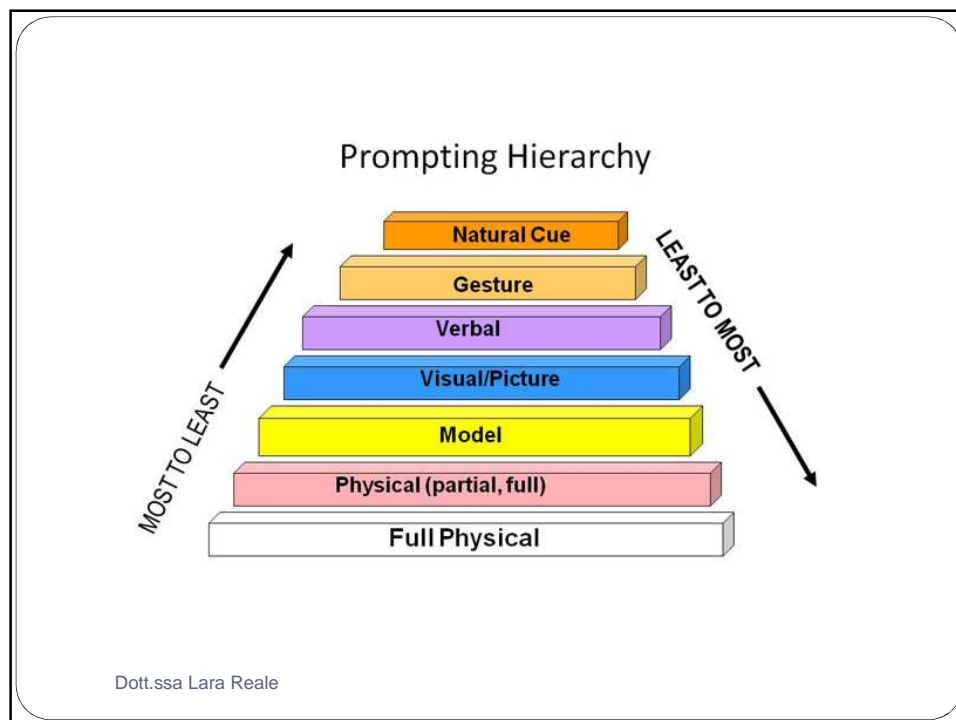 Prompting Hierarchy
Natural Cue
Gesture
Verbal
Visual/Picture
Model
Physical (partial, full)
Full Physical
MOST TO LEAST
LEAST TO MOST
Dott.ssa Lara Reale